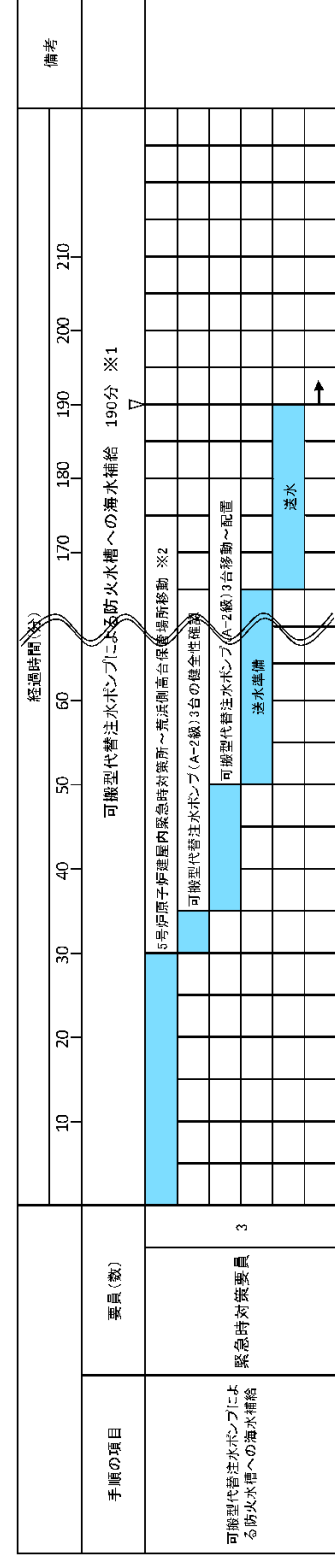 手順の項目
要員(数)
経過時間(分)
備考
10
20
30
40
50
60
170
180
190
200
210
可搬型代替注水ポンプによる防火水槽への海水補給 190分 ※1
可搬型代替注水ポンプによ
る防火水槽への海水補給
緊急時対策要員
3
5号炉原子炉建屋内緊急時対策所~荒浜側高台保管場所移動 ※2
可搬型代替注水ポンプ(A-2級)3台の健全性確認
可搬型代替注水ポンプ(A-2級)3台移動~配置
送水準備
送水